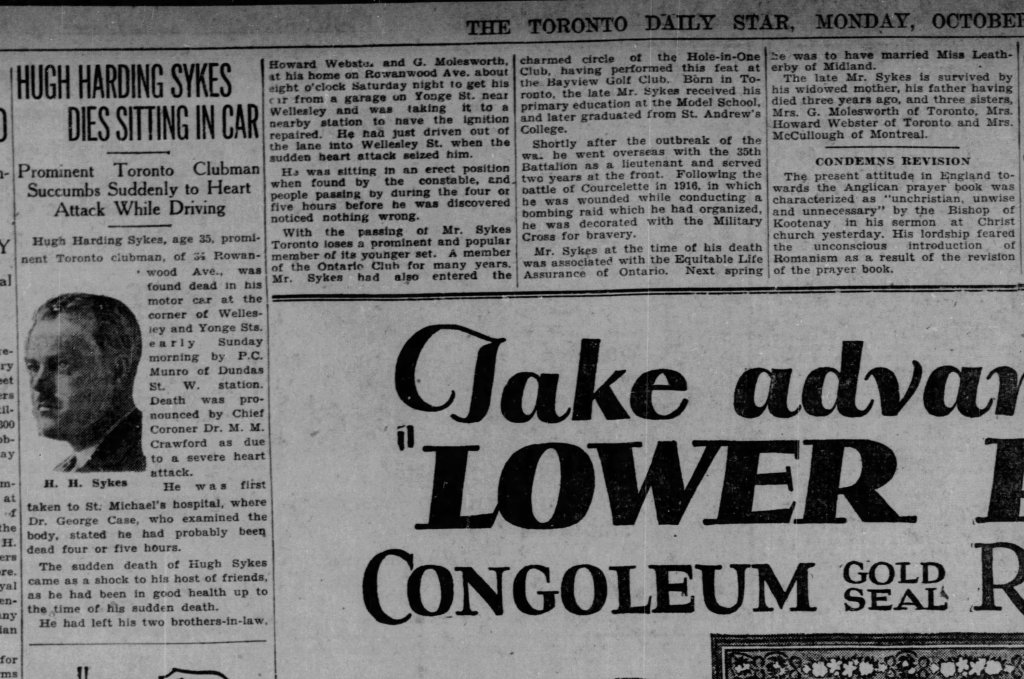 THE TORONTO DAILY STAR, MONDAY, OCTOBER
HUGH HARDING SYKES
DIES SITTING IN CAR
Prominent Toronto Clubman
Succumbs Suddenly to Heart
Attack While Driving
Hugh Harding Sykes, age 35, promi-
nent Toronto clubman, of 34 Rowan-
wood Ave., was
found dead in his
motor car at the
corner of Welles-
ley and Yonge Sts.
early Sunday
morning by P.C.
Munro of Dundas
St. W. station.
Death was pro-
nounced by Chief
Coroner Dr. M. M.
Crawford as due
to a severe heart
attack.
H. H. Sykes
He was first
taken to St. Michael's hospital, where
Dr. George Case, who examined the
body, stated he had probably been
dead four or five hours.
The sudden death of Hugh Sykes
came as a shock to his host of friends,
as he had been in good health up to
the time of his sudden death.
He had left his two brothers-in-law,
Howard Webster and G. Molesworth,
at his home on Rowanwood Ave. about
eight o'clock Saturday night to get his
car from a garage on Yonge St. near
Wellesley and was taking it to a
nearby station to have the ignition
repaired. He had just driven out of
the lane into Wellesley St. when the
sudden heart attack seized him.
He was sitting in an erect position
when found by the constable, and
people passing by during the four or
five hours before he was discovered
noticed nothing wrong.
With the passing of Mr. Sykes
Toronto loses a prominent and popular
member of its younger set. A member
of the Ontario Club for many years,
Mr. Sykes had also entered the
charmed circle of the Hole-in-One
Club, having performed this feat at
the Bayview Golf Club. Born in To-
ronto, the late Mr. Sykes received his
primary education at the Model School,
and later graduated from St. Andrew's
College.
Shortly after the outbreak of the
war he went overseas with the 35th
Battalion as a lieutenant and served
two years at the front. Following the
battle of Courcelette in 1916, in which
he was wounded while conducting a
bombing raid which he had organized,
he was decorated with the Military
Cross for bravery.
Mr. Sykes at the time of his death
was associated with the Equitable Life
Assurance of Ontario. Next spring
he was to have married Miss Leath-
erby of Midland.
The late Mr. Sykes is survived by
his widowed mother, his father having
died three years ago, and three sisters,
Mrs. G. Molesworth of Toronto, Mrs.
Howard Webster of Toronto and Mrs.
McCullough of Montreal.
CONDEMNS REVISION
The present attitude in England to-
wards the Anglican prayer book was
characterized as "unchristian, unwise
and unnecessary" by the Bishop of
Kootenay in his sermon at Christ
church yesterday. His lordship feared
the unconscious introduction of
Romanism as a result of the revision
of the prayer book.
Take advan
"LOWER
CONGOLEUM GOLD SEAL R